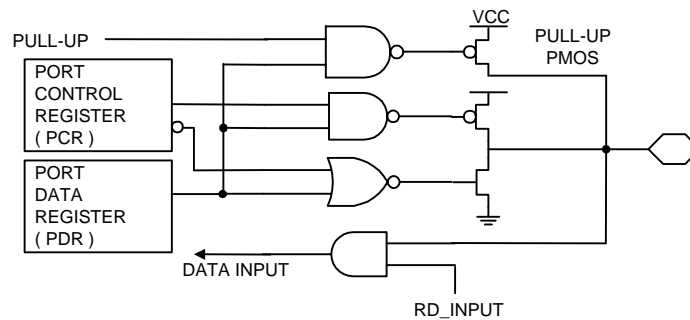 VCC
PULL-UP
PULL-UP
PMOS
PORT
CONTROL
REGISTER
( PCR )
PORT
DATA
REGISTER
( PDR )
DATA INPUT
RD_INPUT